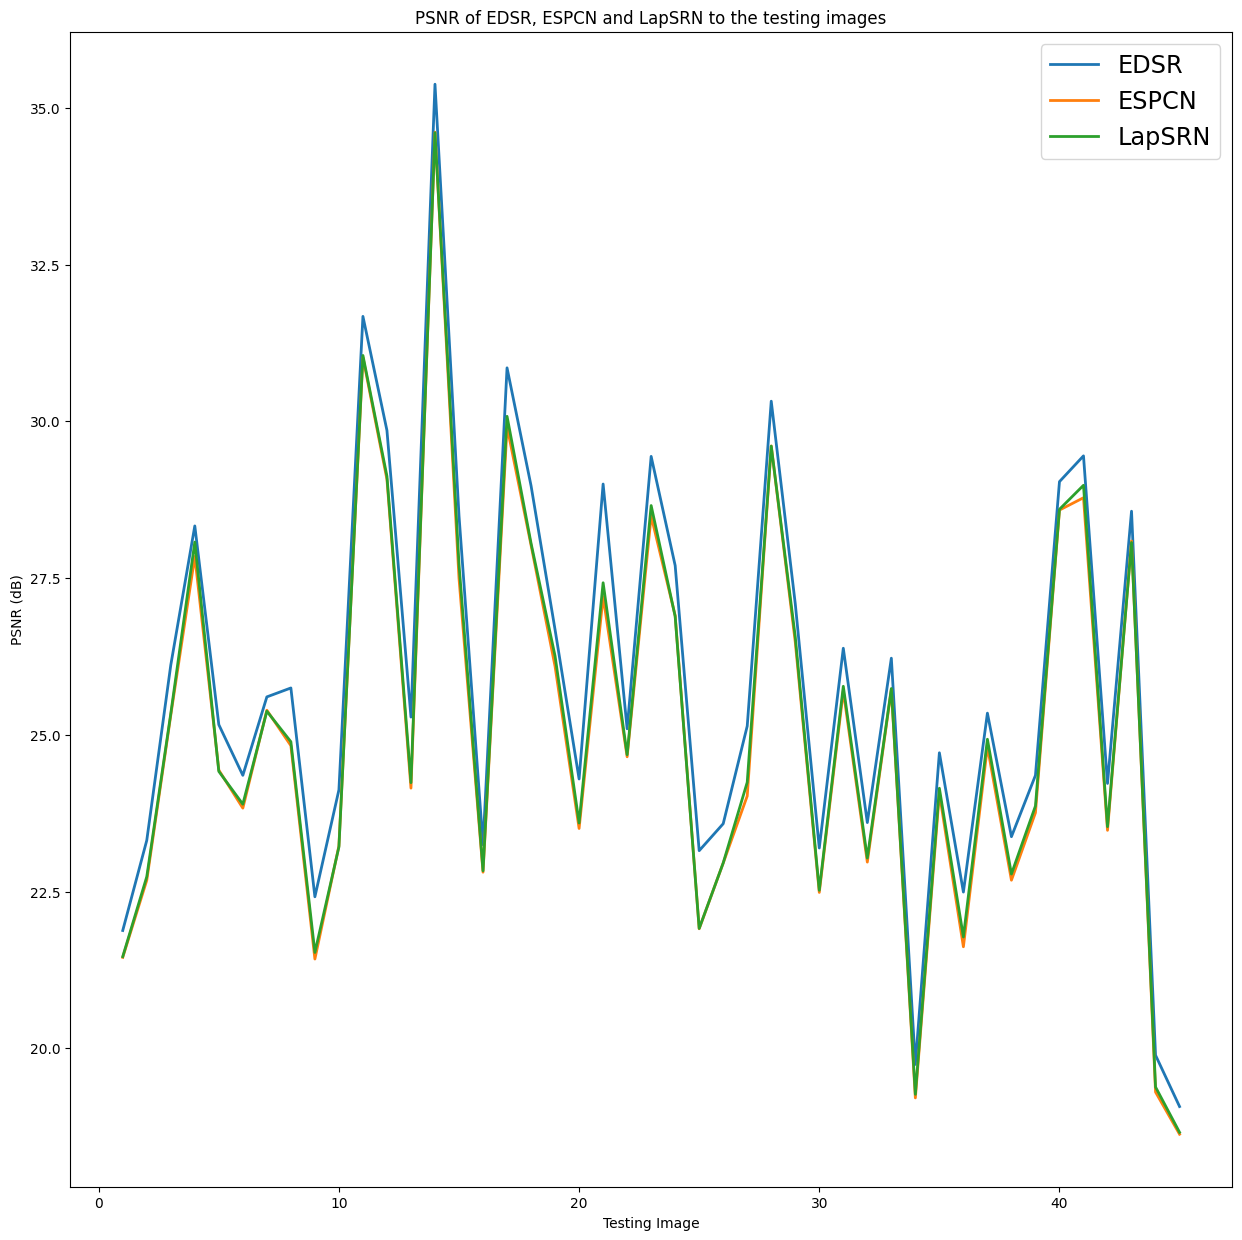 PSNR of EDSR, ESPCN and LapSRN to the testing images
EDSR
ESPCN
LapSRN
35.0
32.5
30.0
27.5
25.0
22.5
20.0
PSNR (dB)
0 10 20 30 40
Testing Image